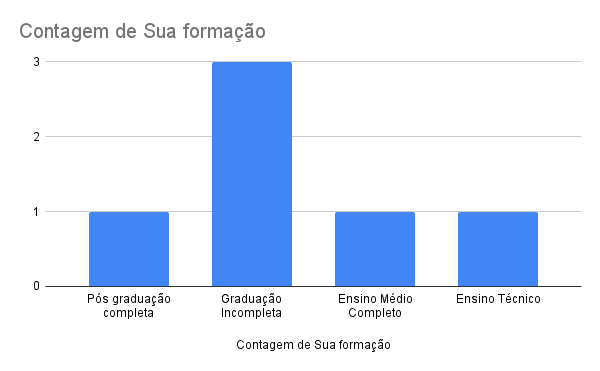 Contagem de Sua formação
3
2
1
0
Pós graduação
completa
Graduação
Incompleta
Ensino Médio
Completo
Ensino Técnico
Contagem de Sua formação